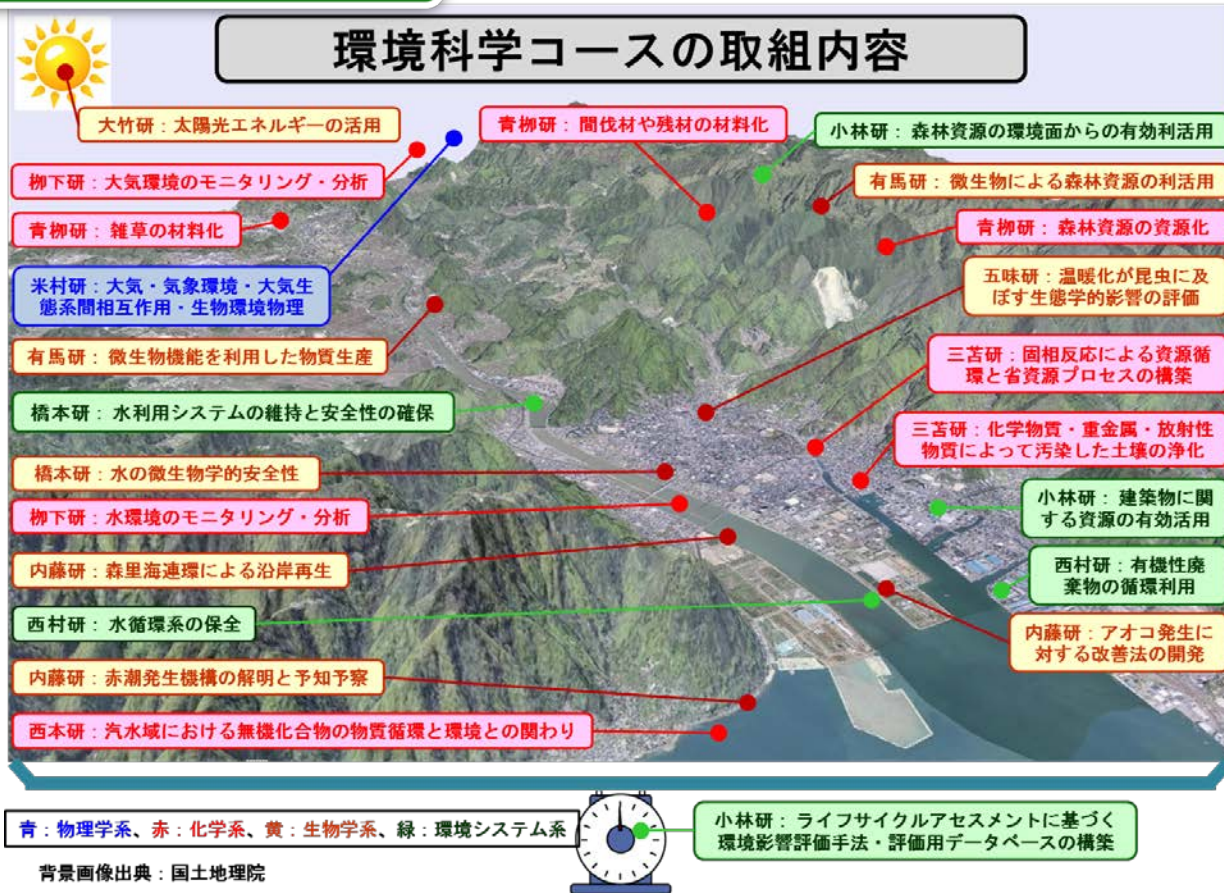 環境科学コースの取組内容
大竹研：太陽光エネルギーの活用
青柳研：間伐材や残材の材料化
小林研：森林資源の環境面からの有効利活用
柳下研：大気環境のモニタリング・分析
有馬研：微生物による森林資源の利活用
青柳研：雑草の材料化
青柳研：森林資源の資源化
米村研：大気・気象環境・大気生
態系間相互作用・生物環境物理
五味研：温暖化が昆虫に及
ぼす生態学的影響の評価
有馬研：微生物機能を利用した物質生産
三苫研：固相反応による資源循
環と省資源プロセスの構築
橋本研：水利用システムの維持と安全性の確保
三苫研：化学物質・重金属・放射性
物質によって汚染した土壌の浄化
橋本研：水の微生物学的安全性
小林研：建築物に関
する資源の有効活用
柳下研：水環境のモニタリング・分析
内藤研：森里海連環による沿岸再生
西村研：有機性廃
棄物の循環利用
西村研：水循環系の保全
内藤研：アオコ発生に
対する改善法の開発
内藤研：赤潮発生機構の解明と予知予察
西本研：汽水域における無機化合物の物質循環と環境との関わり
青：物理学系、赤：化学系、黄：生物学系、緑：環境システム系
小林研：ライフサイクルアセスメントに基づく
環境影響評価手法・評価用データベースの構築
背景画像出典：国土地理院